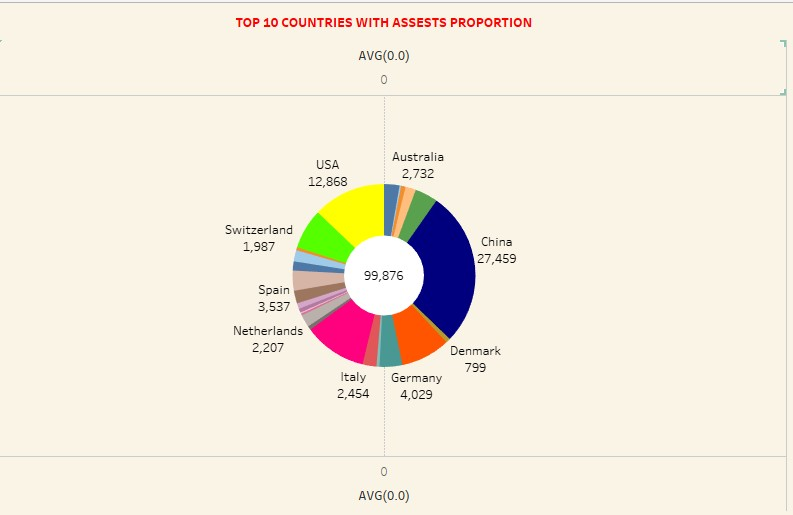 TOP 10 COUNTRIES WITH ASSESTS PROPORTION
AVG(0.0)
0
USA
12,868
Australia
2,732
Switzerland
1,987
China
27,459
99,876
Spain
3,537
Netherlands
2,207
Denmark
799
Italy
2,454
Germany
4,029
0
AVG(0.0)